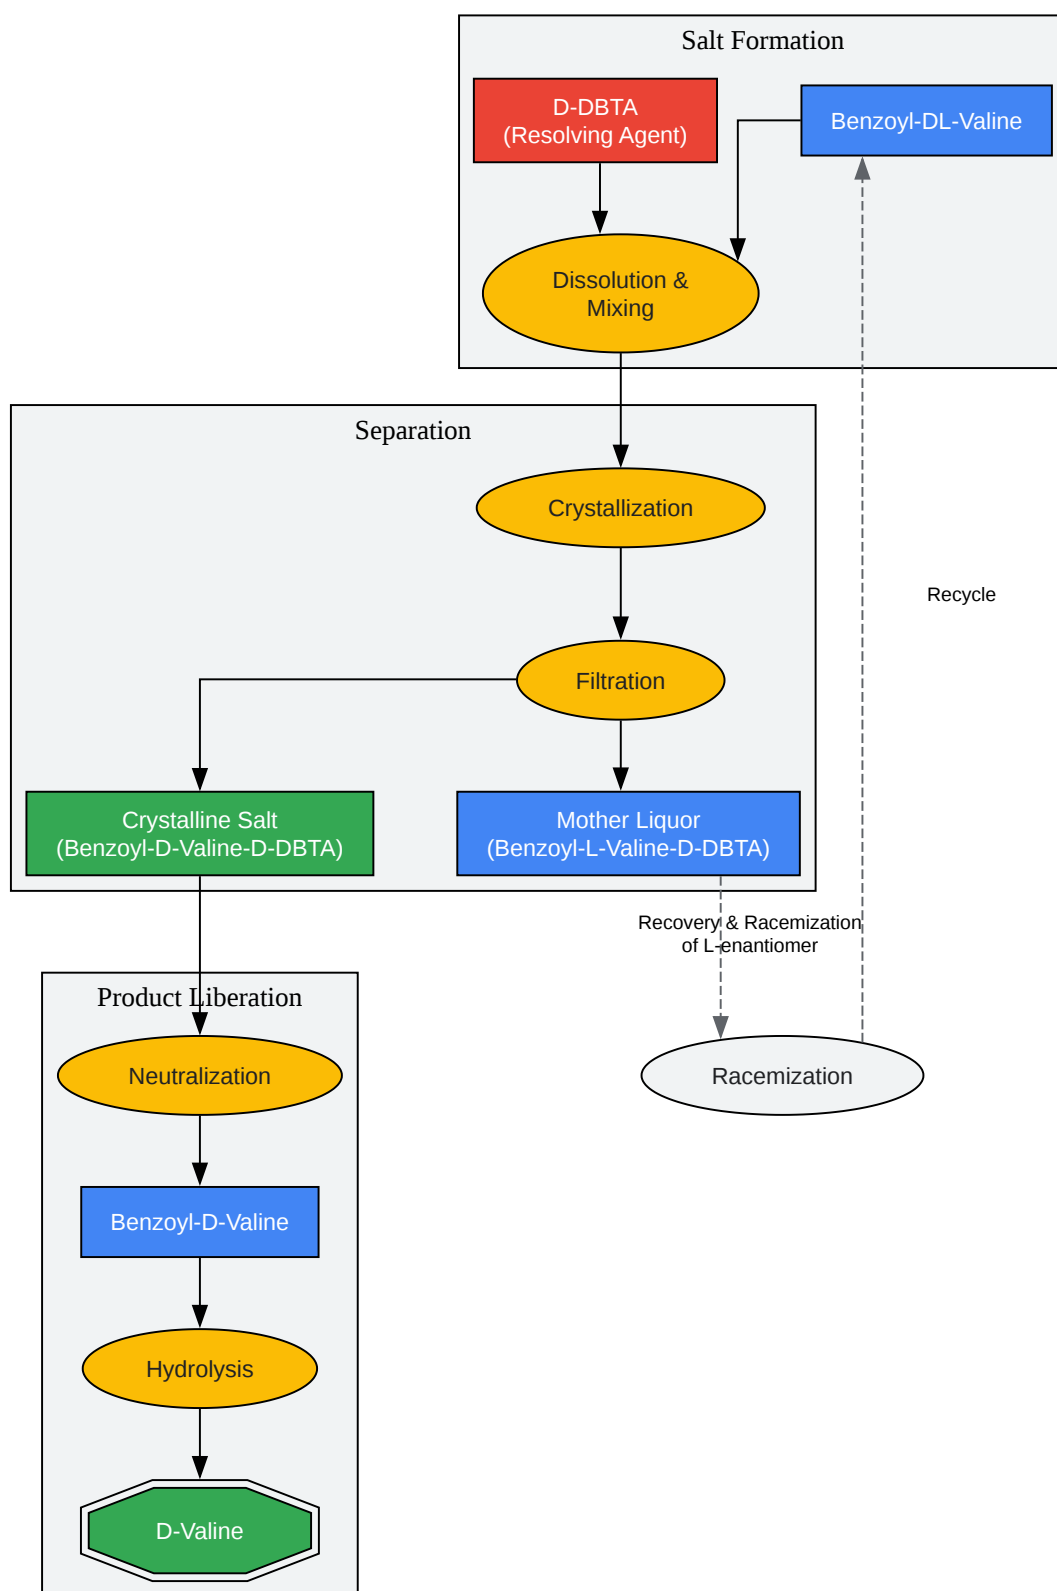 Salt Formation
D-DBTA
(Resolving Agent)
Benzoyl-DL-Valine
Dissolution &
Mixing
Separation
Crystallization
Recycle
Filtration
Crystalline Salt
(Benzoyl-D-Valine-D-DBTA)
Mother Liquor
(Benzoyl-L-Valine-D-DBTA)
Recovery & Racemization
of L-enantiomer
Product Liberation
Neutralization
Racemization
Benzoyl-D-Valine
Hydrolysis
D-Valine